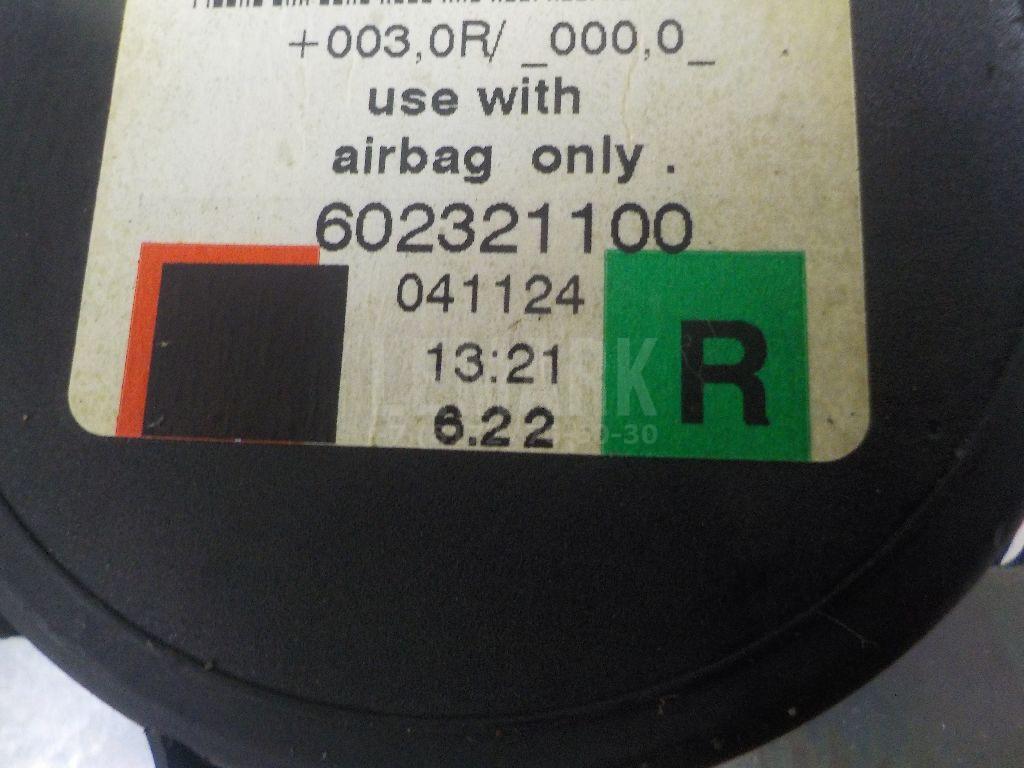 +003,0R/ _000,0_
use with
airbag only .
602321100
041124
13:21
6.22
R